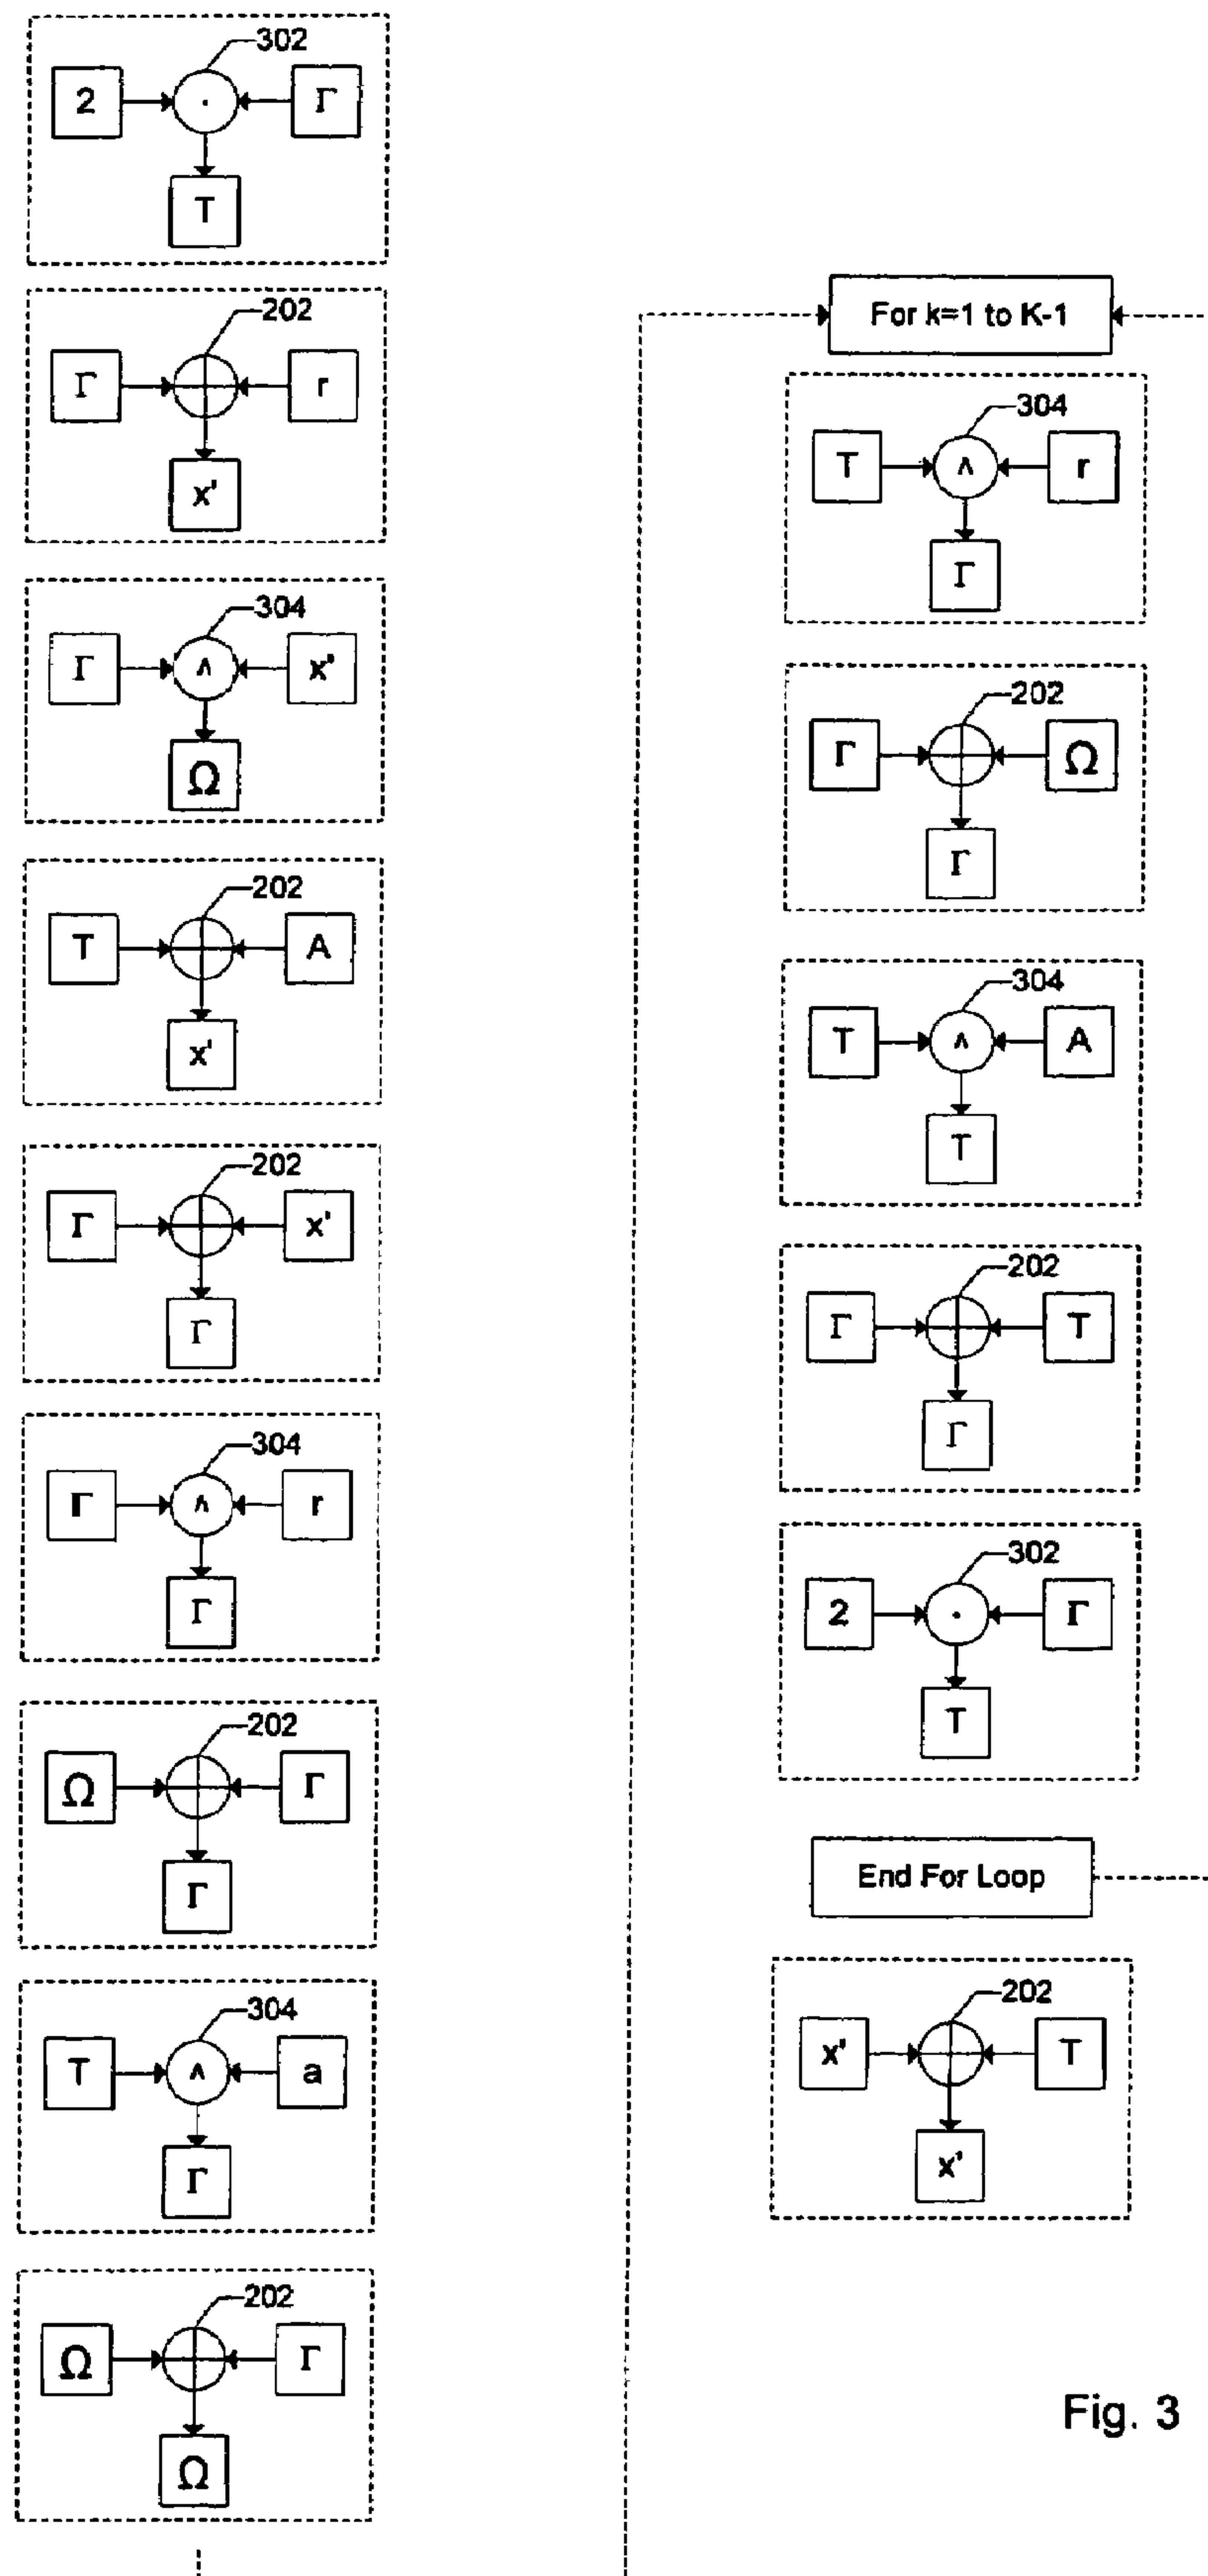 302
2 · Γ
T
202
Γ r
x'
304
Γ ∧ x'
Ω
202
T A
x'
202
Γ x'
Γ
304
Γ ∧ r
Γ
202
Ω Γ
Γ
304
T ∧ a
Γ
202
Ω Γ
Ω
For k=1 to K-1
304
T ∧ r
Γ
202
Γ Ω
Γ
304
T ∧ A
T
202
Γ T
Γ
302
2 · Γ
T
End For Loop
202
x' T
x'
Fig. 3